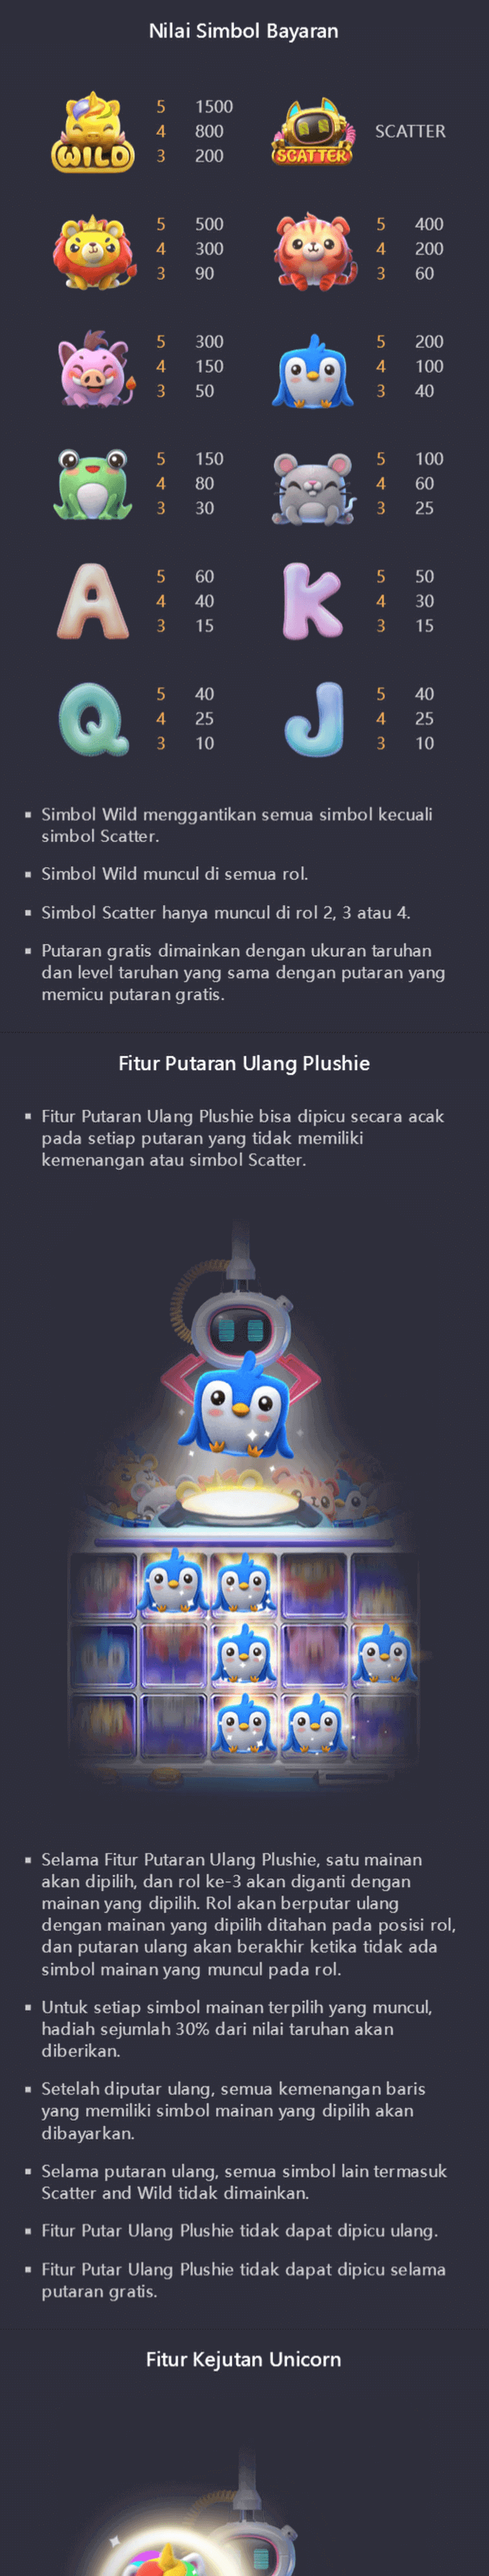 Nilai Simbol Bayaran
WILD
5 1500
4 800
3 200
SCATTER
SCATTER
5 500
4 300
3 90
5 400
4 200
3 60
5 300
4 150
3 50
5 200
4 100
3 40
5 150
4 80
3 30
5 100
4 60
3 25
A
5 60
4 40
3 15
K
5 50
4 30
3 15
Q
5 40
4 25
3 10
J
5 40
4 25
3 10
▪ Simbol Wild menggantikan semua simbol kecuali
simbol Scatter.
▪ Simbol Wild muncul di semua rol.
▪ Simbol Scatter hanya muncul di rol 2, 3 atau 4.
▪ Putaran gratis dimainkan dengan ukuran taruhan
dan level taruhan yang sama dengan putaran yang
memicu putaran gratis.
Fitur Putaran Ulang Plushie
▪ Fitur Putaran Ulang Plushie bisa dipicu secara acak
pada setiap putaran yang tidak memiliki
kemenangan atau simbol Scatter.
▪ Selama Fitur Putaran Ulang Plushie, satu mainan
akan dipilih, dan rol ke-3 akan diganti dengan
mainan yang dipilih. Rol akan berputar ulang
dengan mainan yang dipilih ditahan pada posisi rol,
dan putaran ulang akan berakhir ketika tidak ada
simbol mainan yang muncul pada rol.
▪ Untuk setiap simbol mainan terpilih yang muncul,
hadiah sejumlah 30% dari nilai taruhan akan
diberikan.
▪ Setelah diputar ulang, semua kemenangan baris
yang memiliki simbol mainan yang dipilih akan
dibayarkan.
▪ Selama putaran ulang, semua simbol lain termasuk
Scatter and Wild tidak dimainkan.
▪ Fitur Putar Ulang Plushie tidak dapat dipicu ulang.
▪ Fitur Putar Ulang Plushie tidak dapat dipicu selama
putaran gratis.
Fitur Kejutan Unicorn